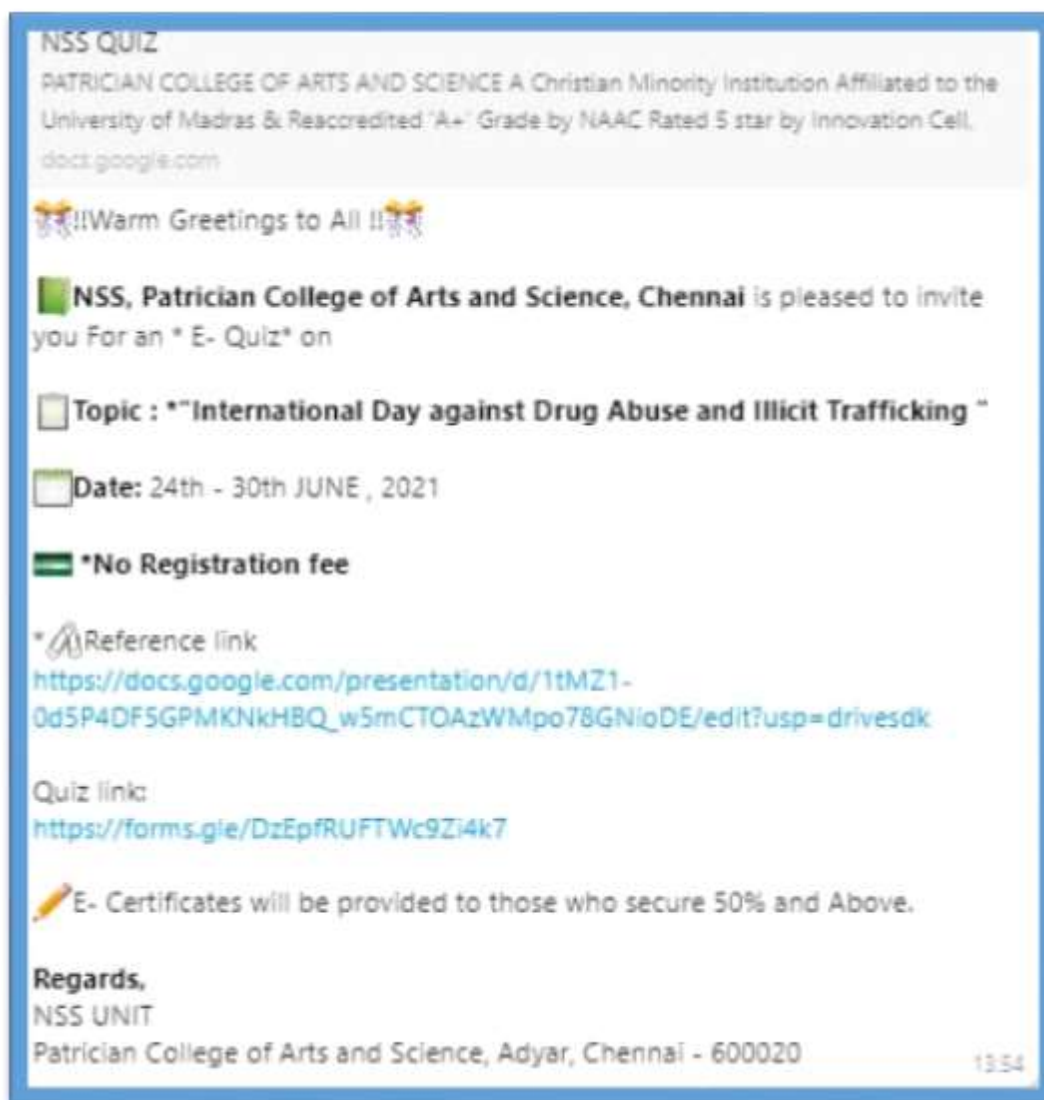 NSS QUIZ
PATRICIAN COLLEGE OF ARTS AND SCIENCE A Christian Minority Institution Affiliated to the
University of Madras & Reaccredited 'A+' Grade by NAAC Rated 5 star by Innovation Cell,
docs.google.com
!!Warm Greetings to All !!
NSS, Patrician College of Arts and Science, Chennai is pleased to invite
you For an * E- Quiz* on
Topic : *"International Day against Drug Abuse and Illicit Trafficking "
Date: 24th - 30th JUNE , 2021
*No Registration fee
*Reference link
https://docs.google.com/presentation/d/1tMZ1-
0d5P4DF5GPMKNkHBQ_w5mCTOAzWMpo78GNioDE/edit?usp=drivesdk
Quiz link:
https://forms.gle/DzEpfRUFTWc9Zi4k7
E- Certificates will be provided to those who secure 50% and Above.
Regards,
NSS UNIT
Patrician College of Arts and Science, Adyar, Chennai - 600020
13:54